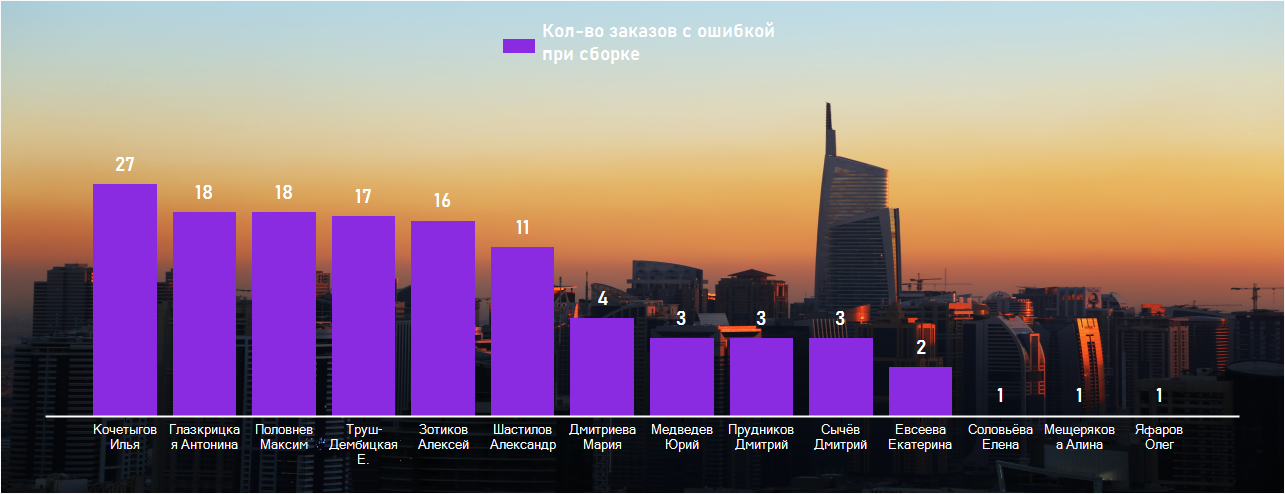 Кол-во заказов с ошибкой
при сборке
27
18
18
17
16
11
4
3
3
3
2
1
1
1
Кочетыгов
Илья
Глазкрицка
я Антонина
Половнев
Максим
Труш-
Дембицкая
Е.
Зотиков
Алексей
Шастилов
Александр
Дмитриева
Мария
Медведев
Юрий
Прудников
Дмитрий
Сычёв
Дмитрий
Евсеева
Екатерина
Соловьёва
Елена
Мещеряков
а Алина
Яфаров
Олег